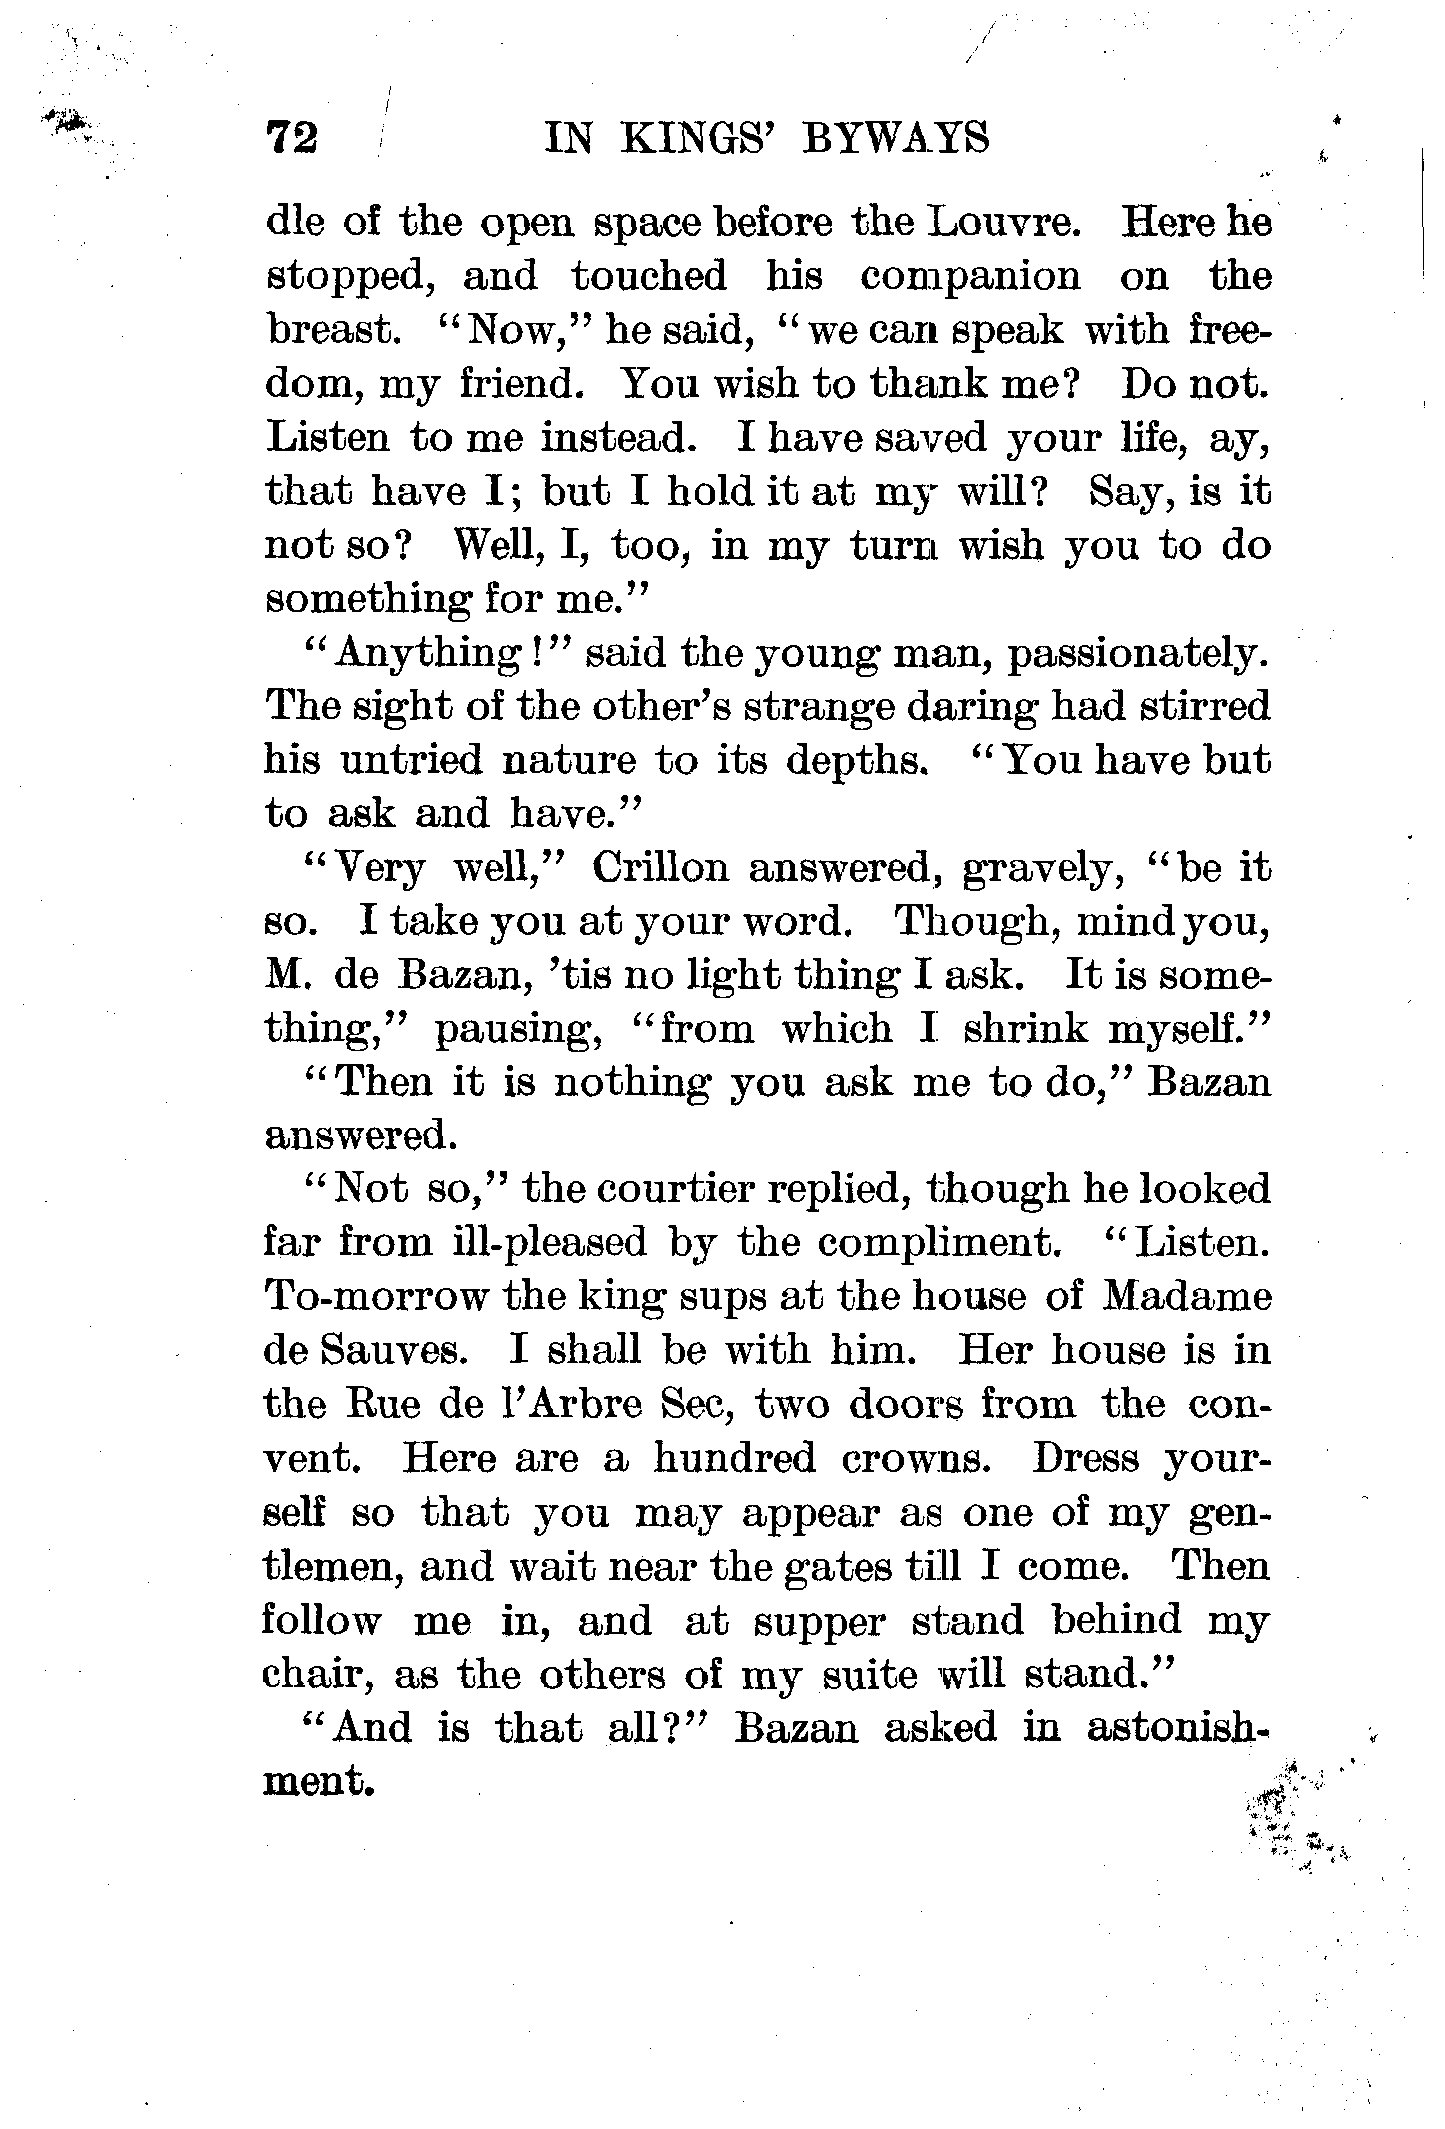 72 IN KINGS' BYWAYS
dle of the open space before the Louvre. Here he
stopped, and touched his companion on the
breast. "Now," he said, "we can speak with free-
dom, my friend. You wish to thank me? Do not.
Listen to me instead. I have saved your life, ay,
that have I; but I hold it at my will? Say, is it
not so? Well, I, too, in my turn wish you to do
something for me."
"Anything!" said the young man, passionately.
The sight of the other's strange daring had stirred
his untried nature to its depths. "You have but
to ask and have."
"Very well," Crillon answered, gravely, "be it
so. I take you at your word. Though, mind you,
M. de Bazan, 'tis no light thing I ask. It is some-
thing," pausing, "from which I shrink myself."
"Then it is nothing you ask me to do," Bazan
answered.
"Not so," the courtier replied, though he looked
far from ill-pleased by the compliment. "Listen.
To-morrow the king sups at the house of Madame
de Sauves. I shall be with him. Her house is in
the Rue de l'Arbre Sec, two doors from the con-
vent. Here are a hundred crowns. Dress your-
self so that you may appear as one of my gen-
tlemen, and wait near the gates till I come. Then
follow me in, and at supper stand behind my
chair, as the others of my suite will stand."
"And is that all?" Bazan asked in astonish-
ment.